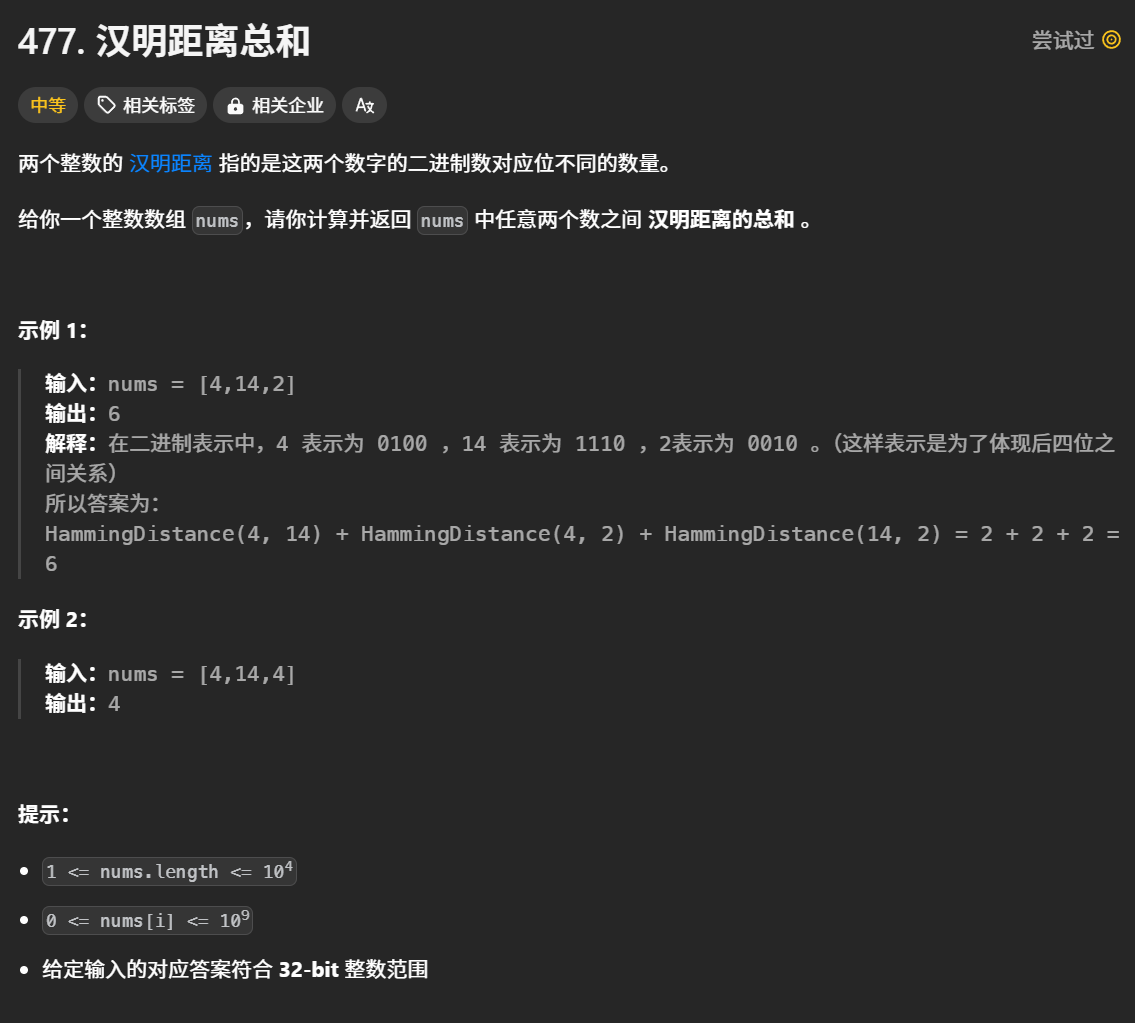 477. 汉明距离总和
尝试过
中等
相关标签
相关企业
两个整数的 汉明距离 指的是这两个数字的二进制数对应位不同的数量。
给你一个整数数组 nums，请你计算并返回 nums 中任意两个数之间 汉明距离的总和 。
示例 1：
输入：nums = [4,14,2]
输出：6
解释：在二进制表示中，4 表示为 0100 ，14 表示为 1110 ，2表示为 0010 。（这样表示是为了体现后四位之
间关系）
所以答案为：
HammingDistance(4, 14) + HammingDistance(4, 2) + HammingDistance(14, 2) = 2 + 2 + 2 =
6
示例 2：
输入：nums = [4,14,4]
输出：4
提示：
1 <= nums.length <= 10⁴
0 <= nums[i] <= 10⁹
给定输入的对应答案符合 32-bit 整数范围